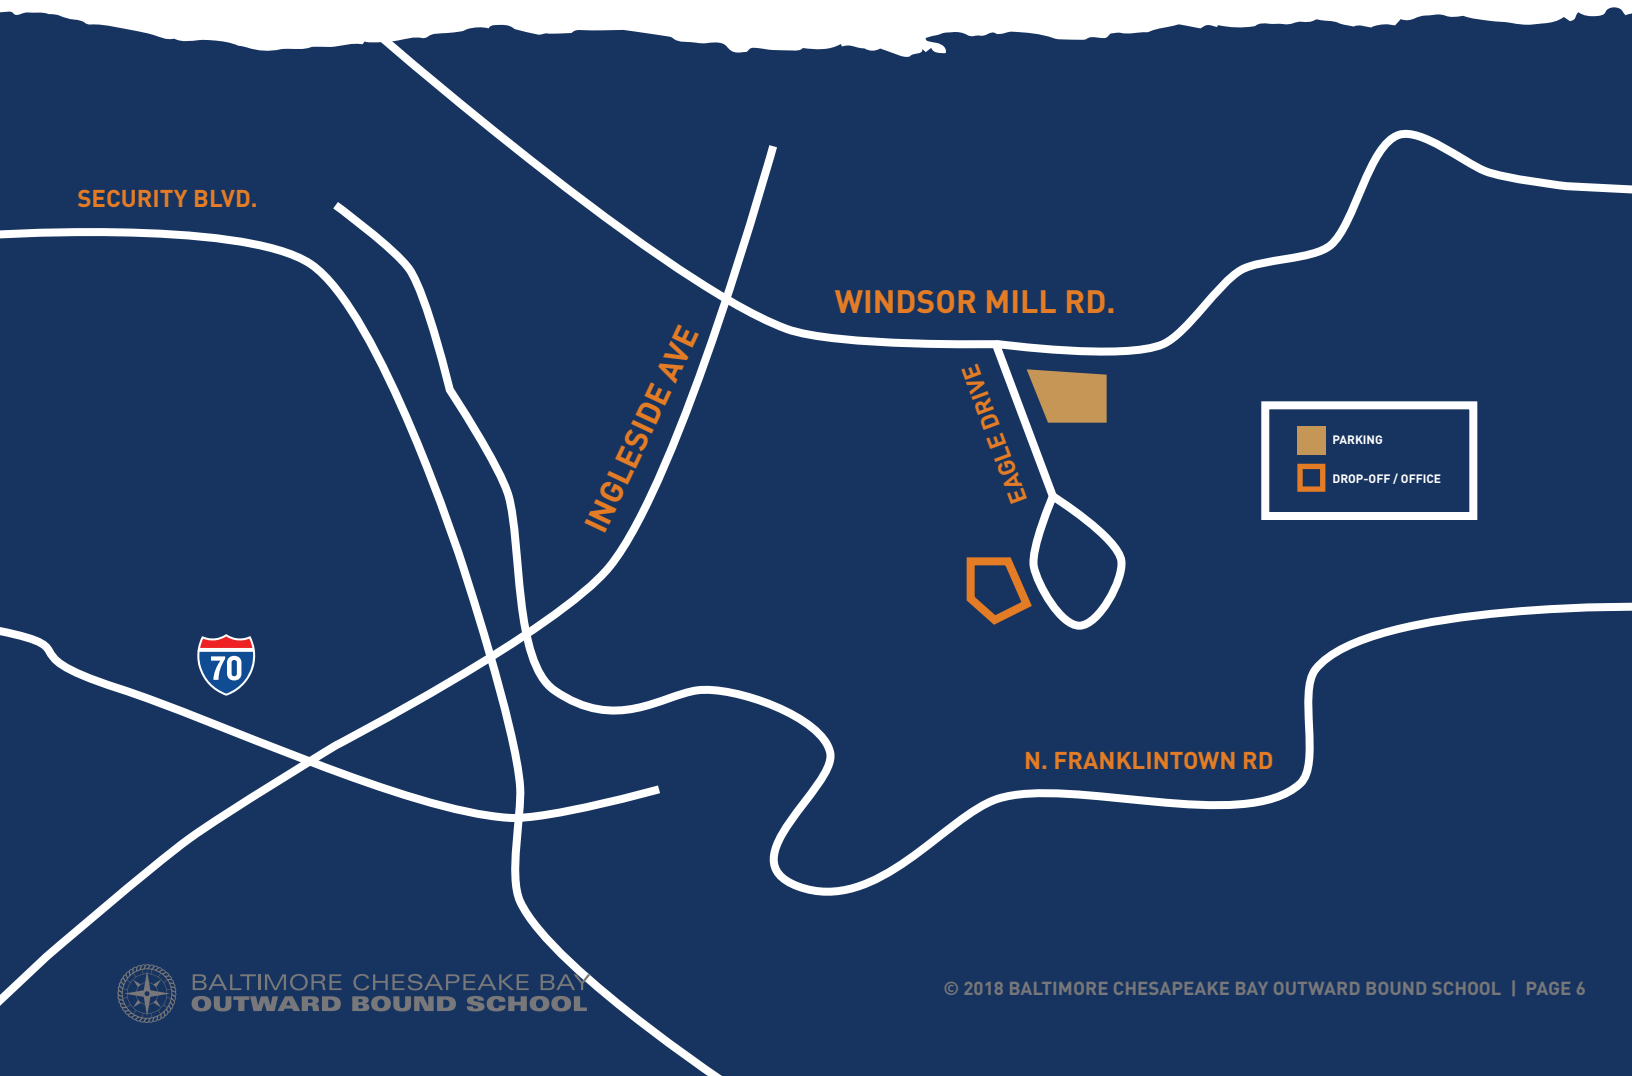 SECURITY BLVD.
WINDSOR MILL RD.
INGLESIDE AVE
EAGLE DRIVE
PARKING
DROP-OFF / OFFICE
70
N. FRANKLINTOWN RD
BALTIMORE CHESAPEAKE BAY
OUTWARD BOUND SCHOOL
© 2018 BALTIMORE CHESAPEAKE BAY OUTWARD BOUND SCHOOL | PAGE 6